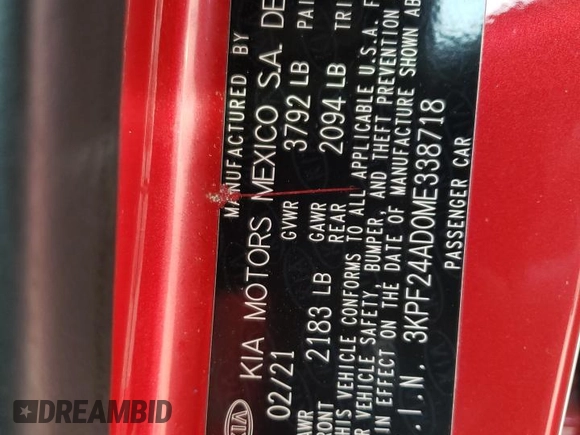 MANUFACTURED BY
KIA MOTORS MEXICO S.A. DE
02/21 GVWR 3792 LB
GAWR
2183 LB REAR 2094 LB
THIS VEHICLE CONFORMS TO ALL APPLICABLE U.S.A.
VEHICLE SAFETY, BUMPER, AND THEFT PREVENTION
IN EFFECT ON THE DATE OF MANUFACTURE SHOWN
.I.N. 3KPF24AD0ME338718
PASSENGER CAR
KIA
DREAMBID